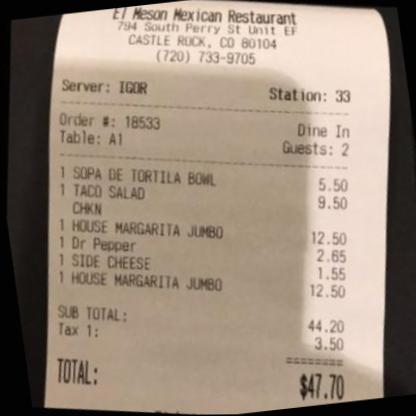 El Meson Mexican Restaurant
794 South Perry St Unit EF
CASTLE ROCK, CO 80104
(720) 733-9705
Server: IGOR Station: 33
Order #: 18533 Dine In
Table: A1 Guests: 2
1 SOPA DE TORTILA BOWL 5.50
1 TACO SALAD 9.50
CHKN
1 HOUSE MARGARITA JUMBO 12.50
1 Dr Pepper 2.65
1 SIDE CHEESE 1.55
1 HOUSE MARGARITA JUMBO 12.50
SUB TOTAL: 44.20
Tax 1: 3.50
========
TOTAL: $47.70